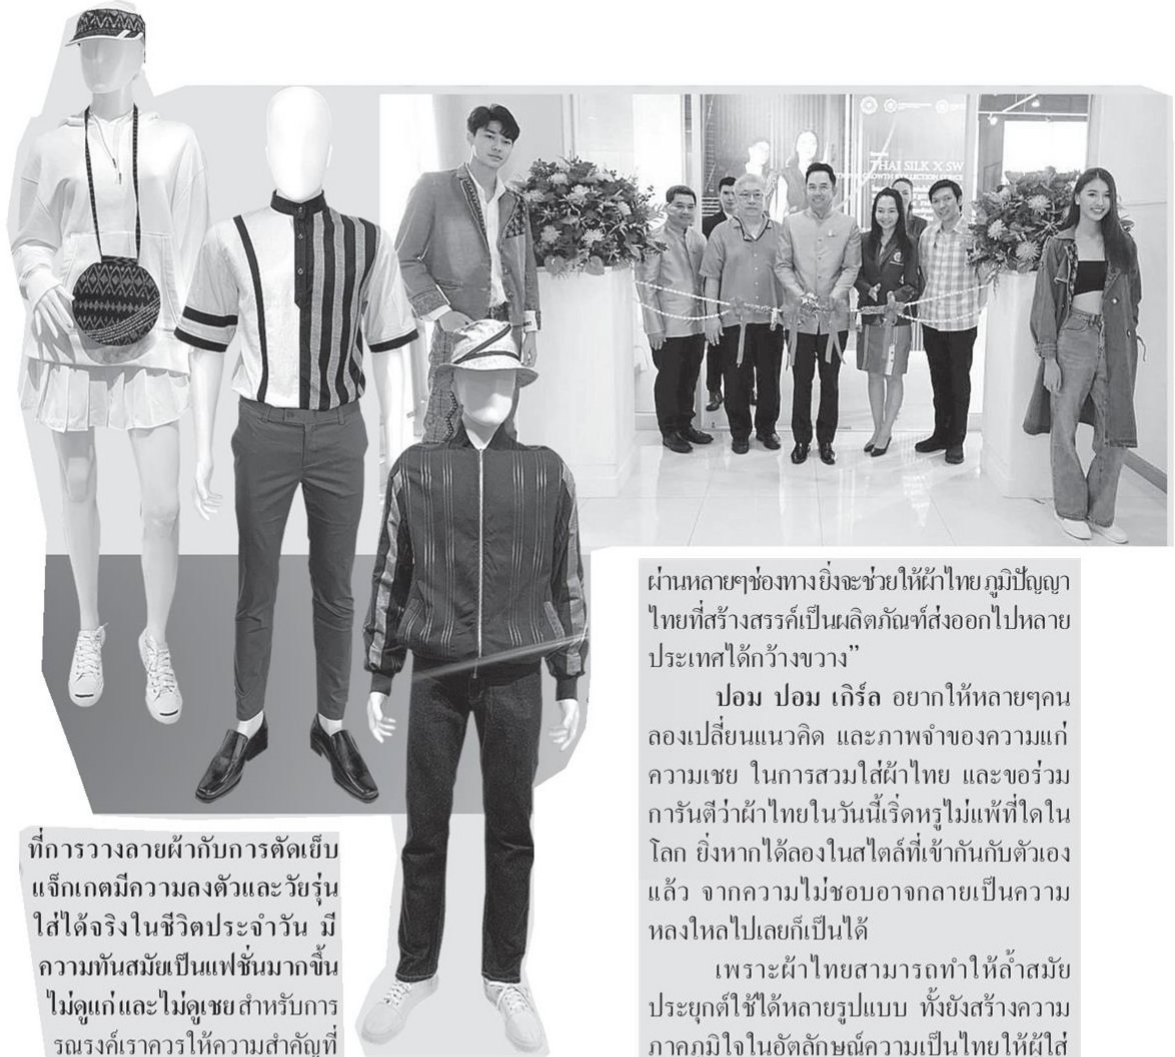 THAI SILK X SW
ที่การวางลายผ้ากับการตัดเย็บ
แจ็กเกตมีความลงตัวและวัยรุ่น
ใส่ได้จริงในชีวิตประจำวัน มี
ความทันสมัยเป็นแฟชั่นมากขึ้น
ไม่ดูแก่ และไม่ดูเชย สำหรับการ
รณรงค์เราควรให้ความสำคัญที่
ผ่านหลายๆช่องทาง ยิ่งจะช่วยให้ผ้าไทย ภูมิปัญญา
ไทยที่สร้างสรรค์เป็นผลิตภัณฑ์ส่งออกไปหลาย
ประเทศได้กว้างขวาง”
ปอม ปอม เกิร์ล อยากให้หลายๆคน
ลองเปลี่ยนแนวคิด และภาพจำของความแก่
ความเชย ในการสวมใส่ผ้าไทย และขอร่วม
การันตีว่าผ้าไทยในวันนี้เริ่ดหรูไม่แพ้ที่ใดใน
โลก ยิ่งหากได้ลองในสไตล์ที่เข้ากันกับตัวเอง
แล้ว จากความไม่ชอบอาจกลายเป็นความ
หลงใหลไปเลยก็เป็นได้
เพราะผ้าไทยสามารถทำให้ล้ำสมัย
ประยุกต์ใช้ได้หลายรูปแบบ ทั้งยังสร้างความ
ภาคภูมิใจในอัตลักษณ์ความเป็นไทยให้ผู้ใส่